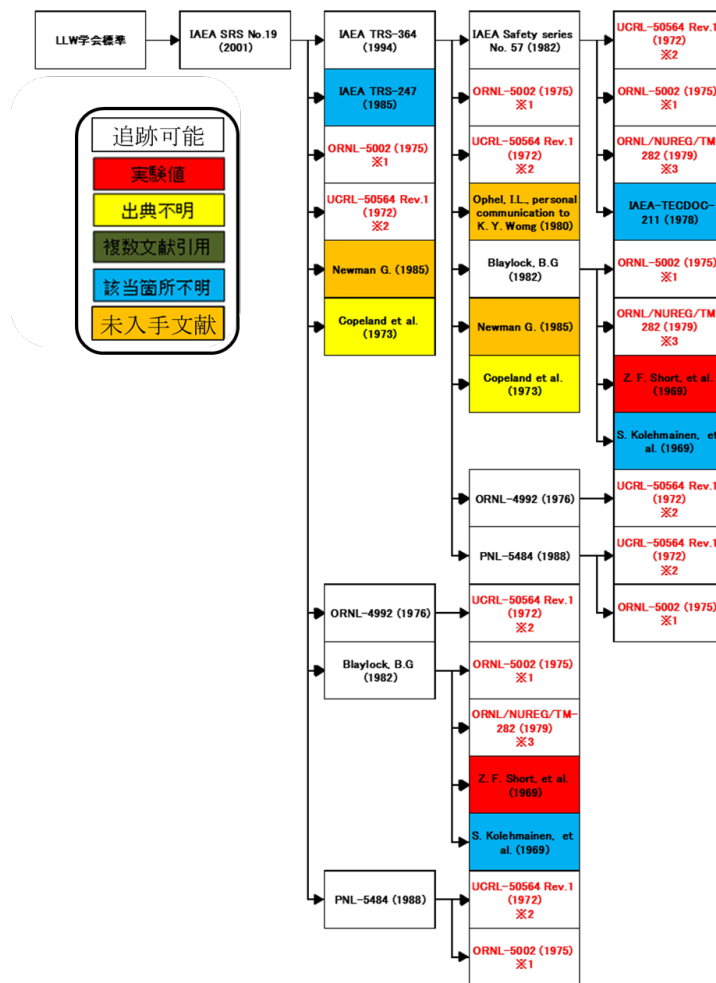 LLW学会標準
IAEA SRS No.19
(2001)
IAEA TRS-364
(1994)
IAEA Safety series
No. 57 (1982)
UCRL-50564 Rev.1
(1972)
※2
追跡可能
実験値
出典不明
複数文献引用
該当箇所不明
未入手文献
IAEA TRS-247
(1985)
ORNL-5002 (1975)
※1
UCRL-50564 Rev.1
(1972)
※2
Newman G. (1985)
Copeland et al.
(1973)
ORNL-4992 (1976)
Blaylock, B.G
(1982)
PNL-5484 (1988)
ORNL-5002 (1975)
※1
UCRL-50564 Rev.1
(1972)
※2
Ophel, I.L., personal
communication to
K. Y. Womg (1980)
Blaylock, B.G
(1982)
Newman G. (1985)
Copeland et al.
(1973)
ORNL-4992 (1976)
PNL-5484 (1988)
UCRL-50564 Rev.1
(1972)
※2
ORNL-5002 (1975)
※1
ORNL/NUREG/TM-
282 (1979)
※3
Z. F. Short, et al.
(1969)
S. Kolehmainen, et
al. (1969)
UCRL-50564 Rev.1
(1972)
※2
ORNL-5002 (1975)
※1
ORNL-5002 (1975)
※1
ORNL/NUREG/TM-
282 (1979)
※3
IAEA-TECDOC-
211 (1978)
ORNL-5002 (1975)
※1
ORNL/NUREG/TM-
282 (1979)
※3
Z. F. Short, et al.
(1969)
S. Kolehmainen, et
al. (1969)
UCRL-50564 Rev.1
(1972)
※2
UCRL-50564 Rev.1
(1972)
※2
ORNL-5002 (1975)
※1